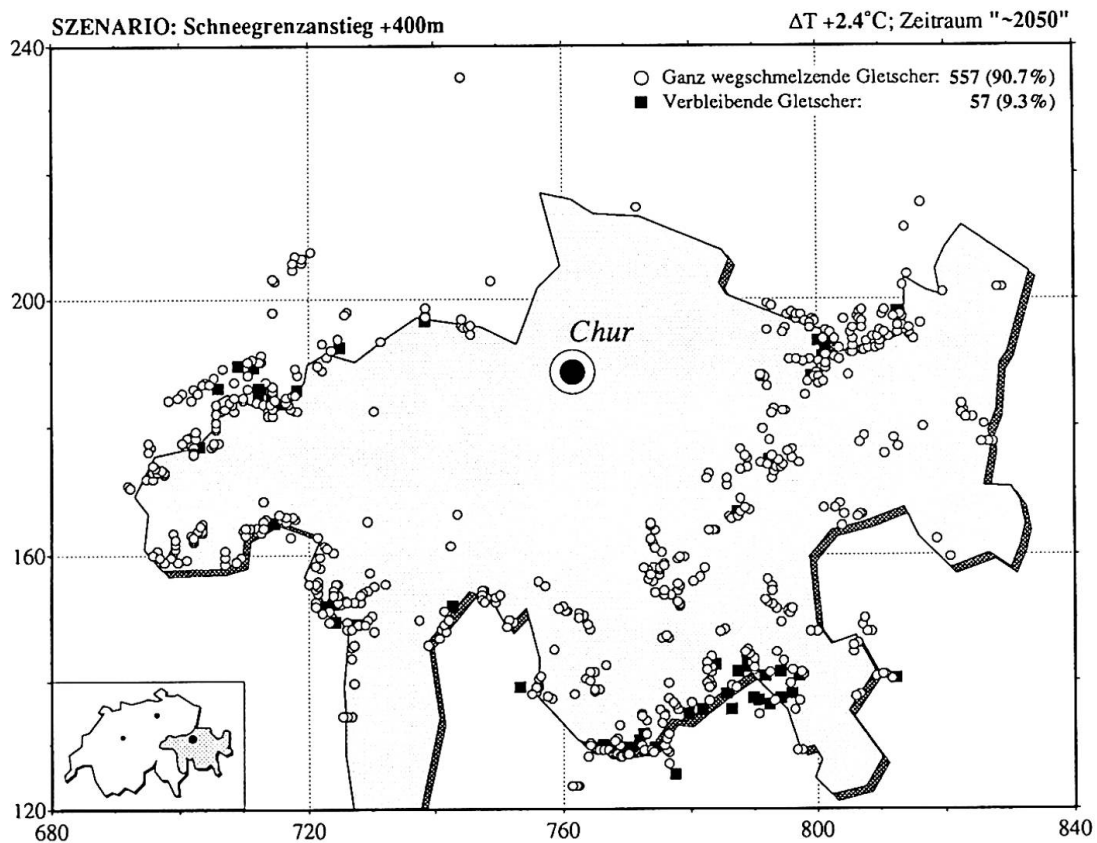 SZENARIO: Schneegrenzanstieg +400m
ΔT +2.4°C; Zeitraum "~2050"
240
Ganz wegschmelzende Gletscher: 557 (90.7%)
Verbleibende Gletscher: 57 (9.3%)
200
Chur
160
120
680
720
760
800
840